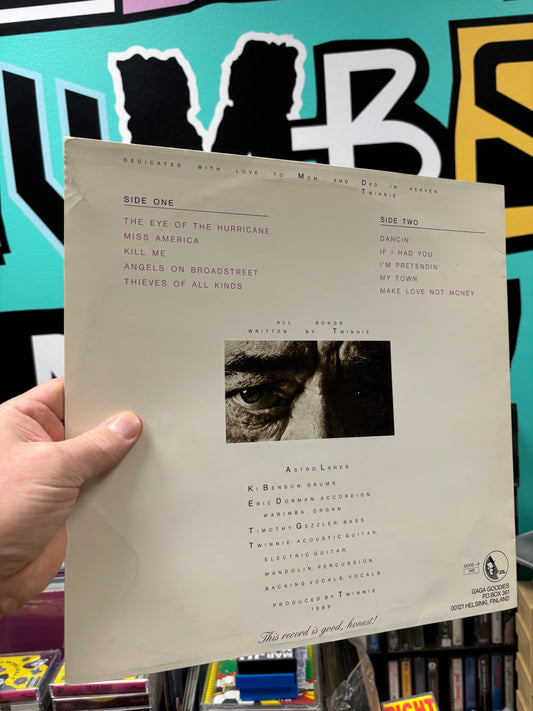 DEDICATED WITH LOVE TO MOM AND DAD IN HEAVEN
TWINNIE
SIDE ONE
THE EYE OF THE HURRICANE
MISS AMERICA
KILL ME
ANGELS ON BROADSTREET
THIEVES OF ALL KINDS
SIDE TWO
DANCIN'
IF I HAD YOU
I'M PRETENDIN'
MY TOWN
MAKE LOVE NOT MONEY
ALL SONGS
WRITTEN BY TWINNIE
ASTRO LANES
KI BENSON: DRUMS
ERIC DORMAN: ACCORDION,
MARIMBA, ORGAN
TIMOTHY GEZZLER: BASS
TWINNIE: ACOUSTIC GUITAR,
ELECTRIC GUITAR,
MANDOLIN, PERCUSSION,
BACKING VOCALS, VOCALS
PRODUCED BY TWINNIE
1989
This record is good, honest!
GAGA GOODIES
PO.BOX 361
00121 HELSINKI, FINLAND